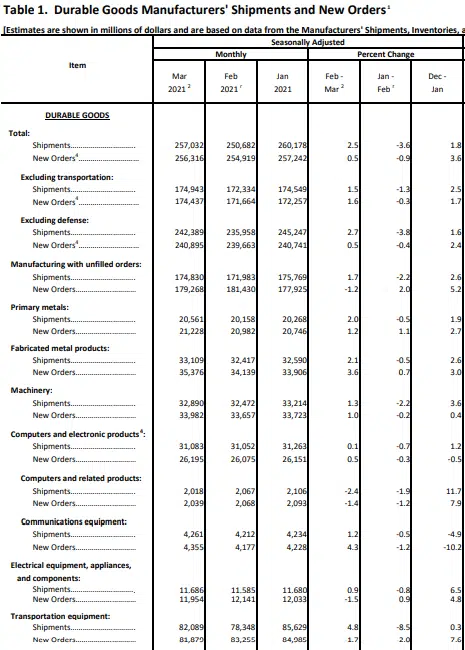 Table 1. Durable Goods Manufacturers' Shipments and New Orders¹
[Estimates are shown in millions of dollars and are based on data from the Manufacturers' Shipments, Inventories, a
Seasonally Adjusted
Monthly Percent Change
Item
Mar Feb Jan Feb - Jan - Dec -
2021 ² 2021 ʳ 2021 Mar ² Feb ʳ Jan
DURABLE GOODS
Total:
Shipments................................ 257,032 250,682 260,178 2.5 -3.6 1.8
New Orders⁴.............................. 256,316 254,919 257,242 0.5 -0.9 3.6
Excluding transportation:
Shipments................................ 174,943 172,334 174,549 1.5 -1.3 2.5
New Orders⁴.............................. 174,437 171,664 172,257 1.6 -0.3 1.7
Excluding defense:
Shipments................................ 242,389 235,958 245,247 2.7 -3.8 1.6
New Orders⁴.............................. 240,895 239,663 240,741 0.5 -0.4 2.4
Manufacturing with unfilled orders:
Shipments................................ 174,830 171,983 175,769 1.7 -2.2 2.6
New Orders............................... 179,268 181,430 177,925 -1.2 2.0 5.2
Primary metals:
Shipments................................ 20,561 20,158 20,268 2.0 -0.5 1.9
New Orders............................... 21,228 20,982 20,746 1.2 1.1 2.7
Fabricated metal products:
Shipments................................ 33,109 32,417 32,590 2.1 -0.5 2.6
New Orders............................... 35,376 34,139 33,906 3.6 0.7 3.0
Machinery:
Shipments................................ 32,890 32,472 33,214 1.3 -2.2 3.6
New Orders............................... 33,982 33,657 33,723 1.0 -0.2 0.4
Computers and electronic products⁴:
Shipments................................ 31,083 31,052 31,263 0.1 -0.7 1.2
New Orders............................... 26,195 26,075 26,151 0.5 -0.3 -0.5
Computers and related products:
Shipments................................ 2,018 2,067 2,106 -2.4 -1.9 11.7
New Orders............................... 2,039 2,068 2,093 -1.4 -1.2 7.9
Communications equipment:
Shipments................................ 4,261 4,212 4,234 1.2 -0.5 -4.9
New Orders............................... 4,355 4,177 4,228 4.3 -1.2 -10.2
Electrical equipment, appliances,
and components:
Shipments................................ 11,686 11,585 11,680 0.9 -0.8 6.5
New Orders............................... 11,954 12,141 12,033 -1.5 0.9 4.8
Transportation equipment:
Shipments................................ 82,089 78,348 85,629 4.8 -8.5 0.3
New Orders............................... 81,879 83,255 84,985 1.7 2.0 7.6